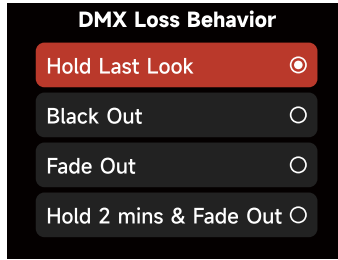 DMX Loss Behavior
Hold Last Look
Black Out
Fade Out
Hold 2 mins & Fade Out